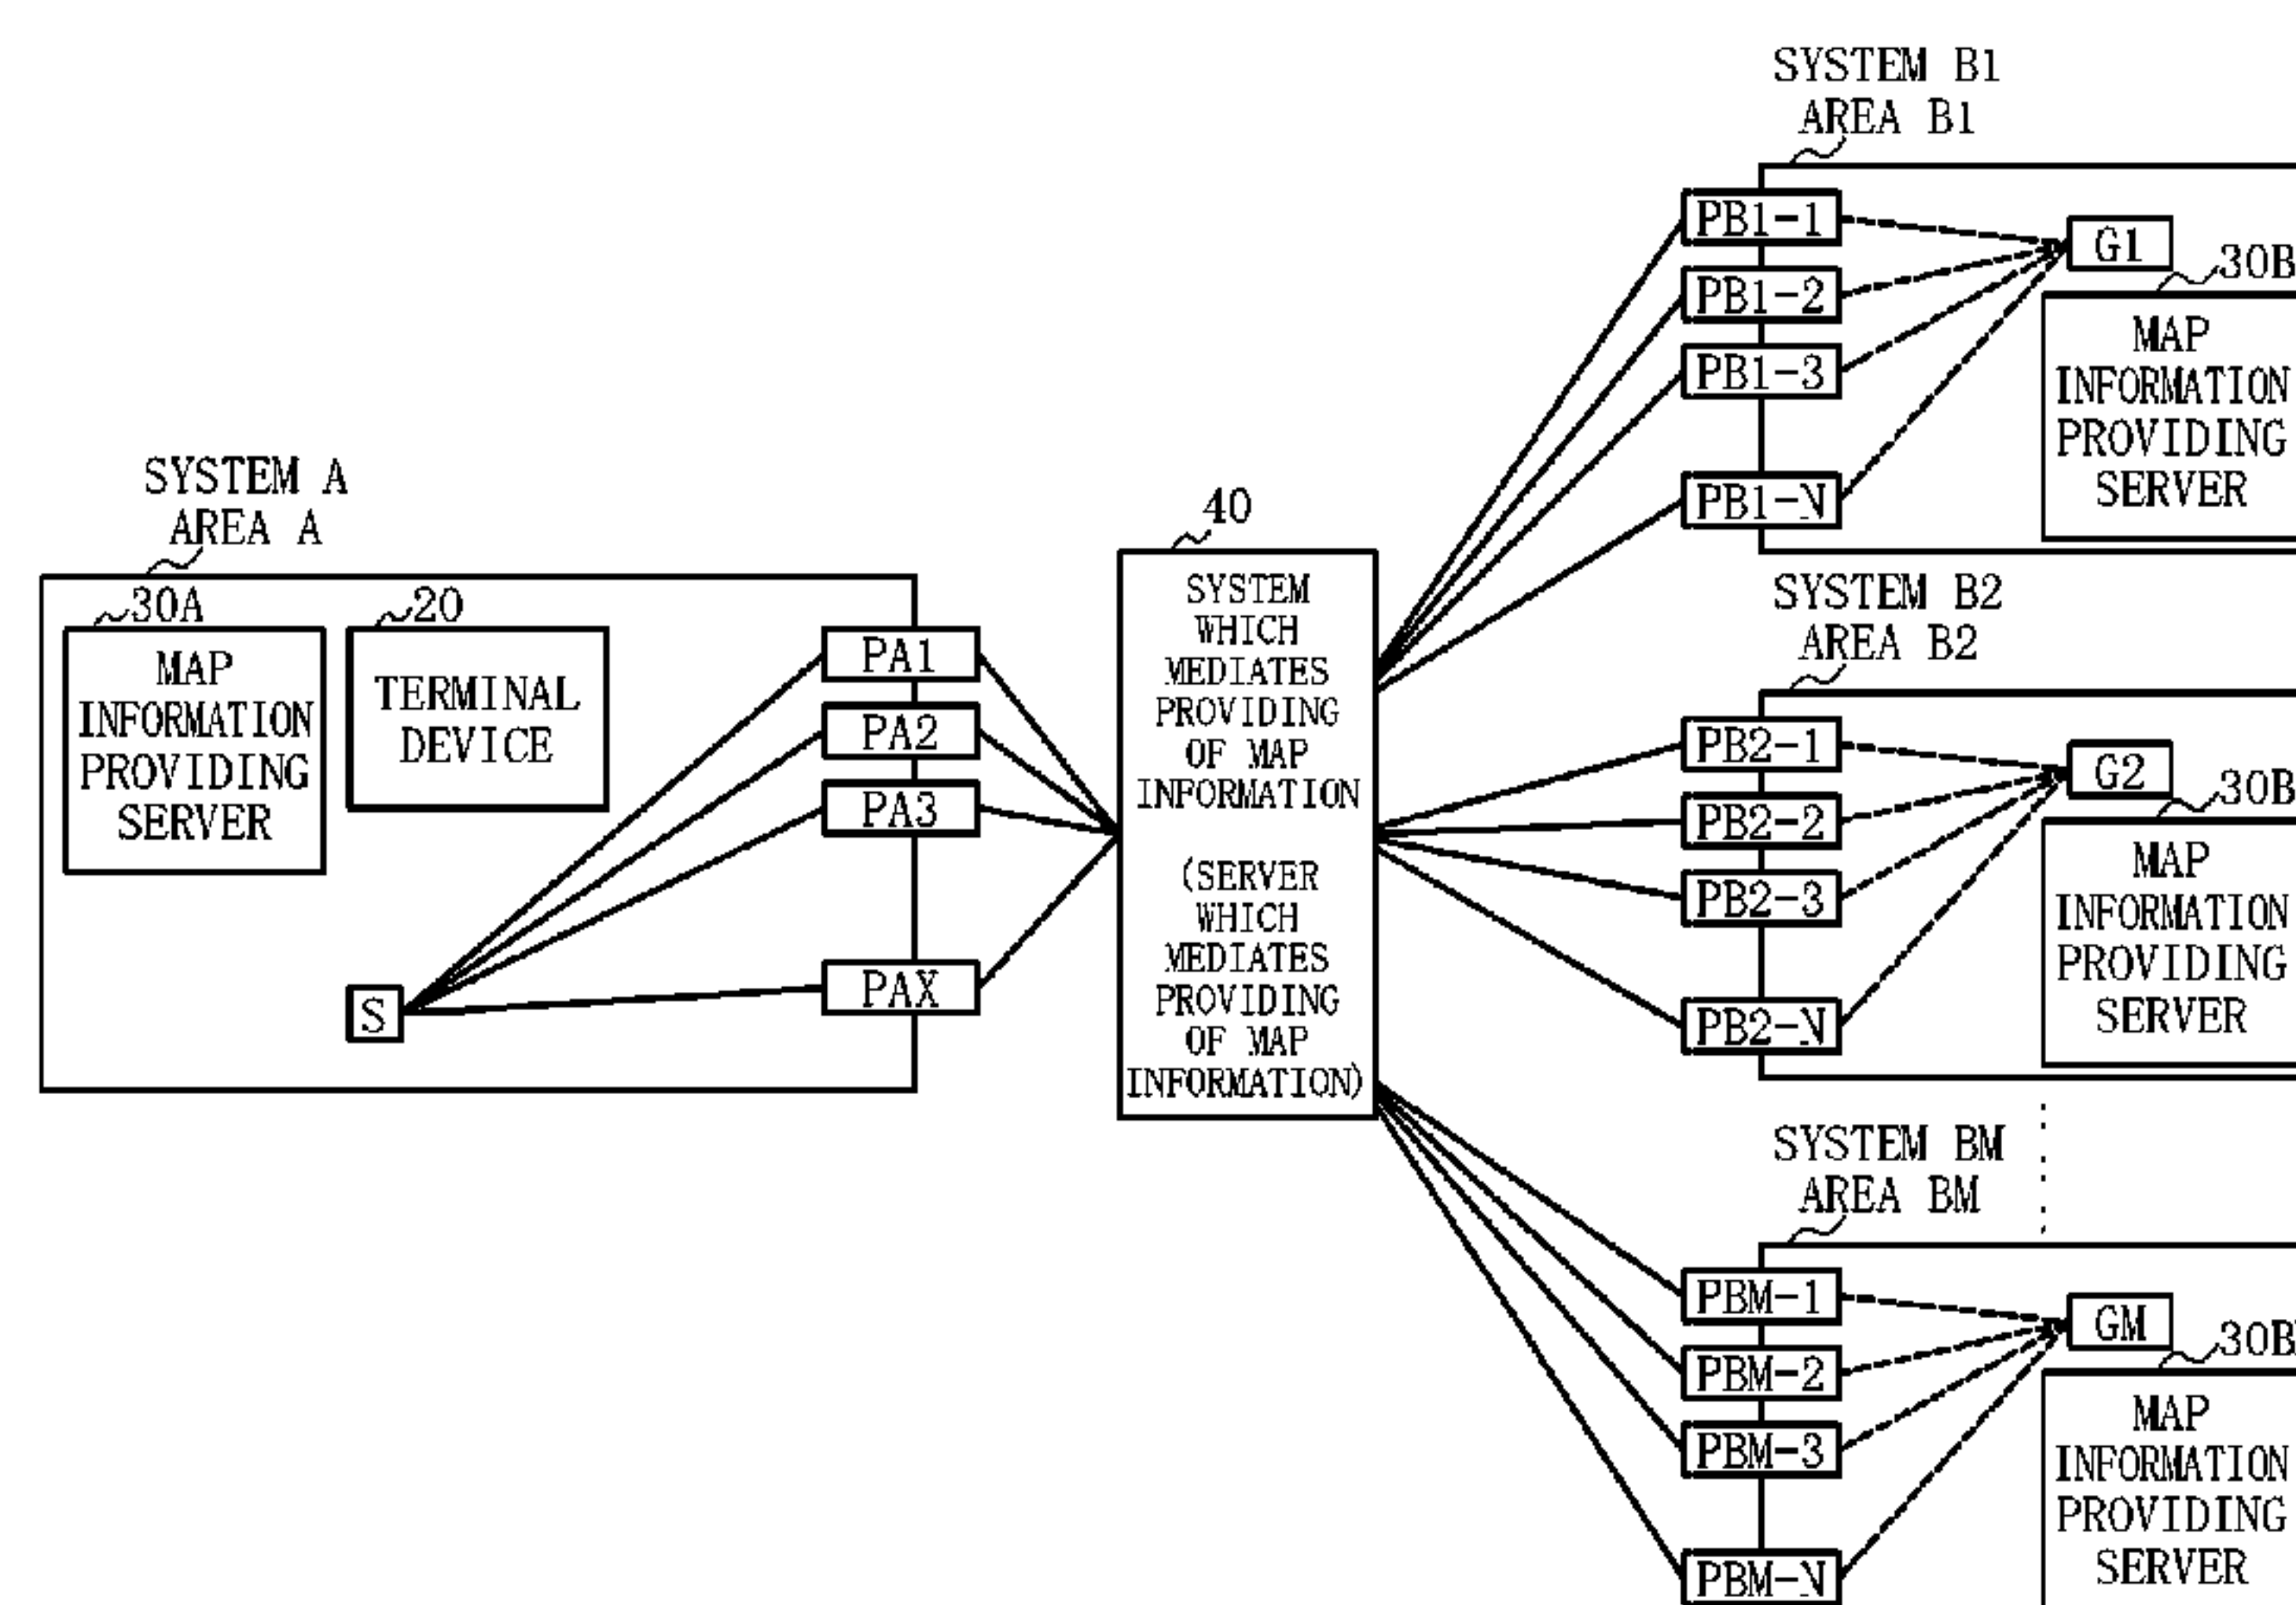 SYSTEM A
AREA A
30A
MAP
INFORMATION
PROVIDING
SERVER
20
TERMINAL
DEVICE
S
PA1
PA2
PA3
PAX
40
SYSTEM
WHICH
MEDIATES
PROVIDING
OF MAP
INFORMATION
(SERVER
WHICH
MEDIATES
PROVIDING
OF MAP
INFORMATION)
SYSTEM B1
AREA B1
PB1-1
PB1-2
PB1-3
PB1-N
G1
30B
MAP
INFORMATION
PROVIDING
SERVER
SYSTEM B2
AREA B2
PB2-1
PB2-2
PB2-3
PB2-N
G2
30B
MAP
INFORMATION
PROVIDING
SERVER
SYSTEM BM
AREA BM
PBM-1
PBM-2
PBM-3
PBM-N
GM
30B
MAP
INFORMATION
PROVIDING
SERVER